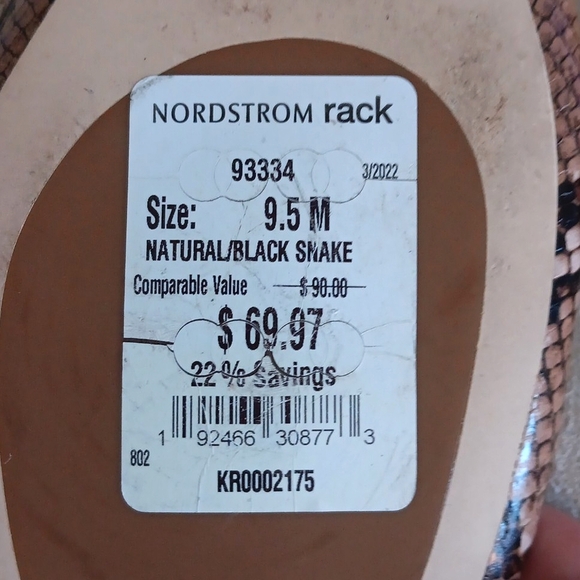 NORDSTROM rack
93334 3/2022
Size: 9.5 M
NATURAL/BLACK SNAKE
Comparable Value $ 90.00
$ 69.97
22% Savings
1 92466 30877 3
802
KR0002175